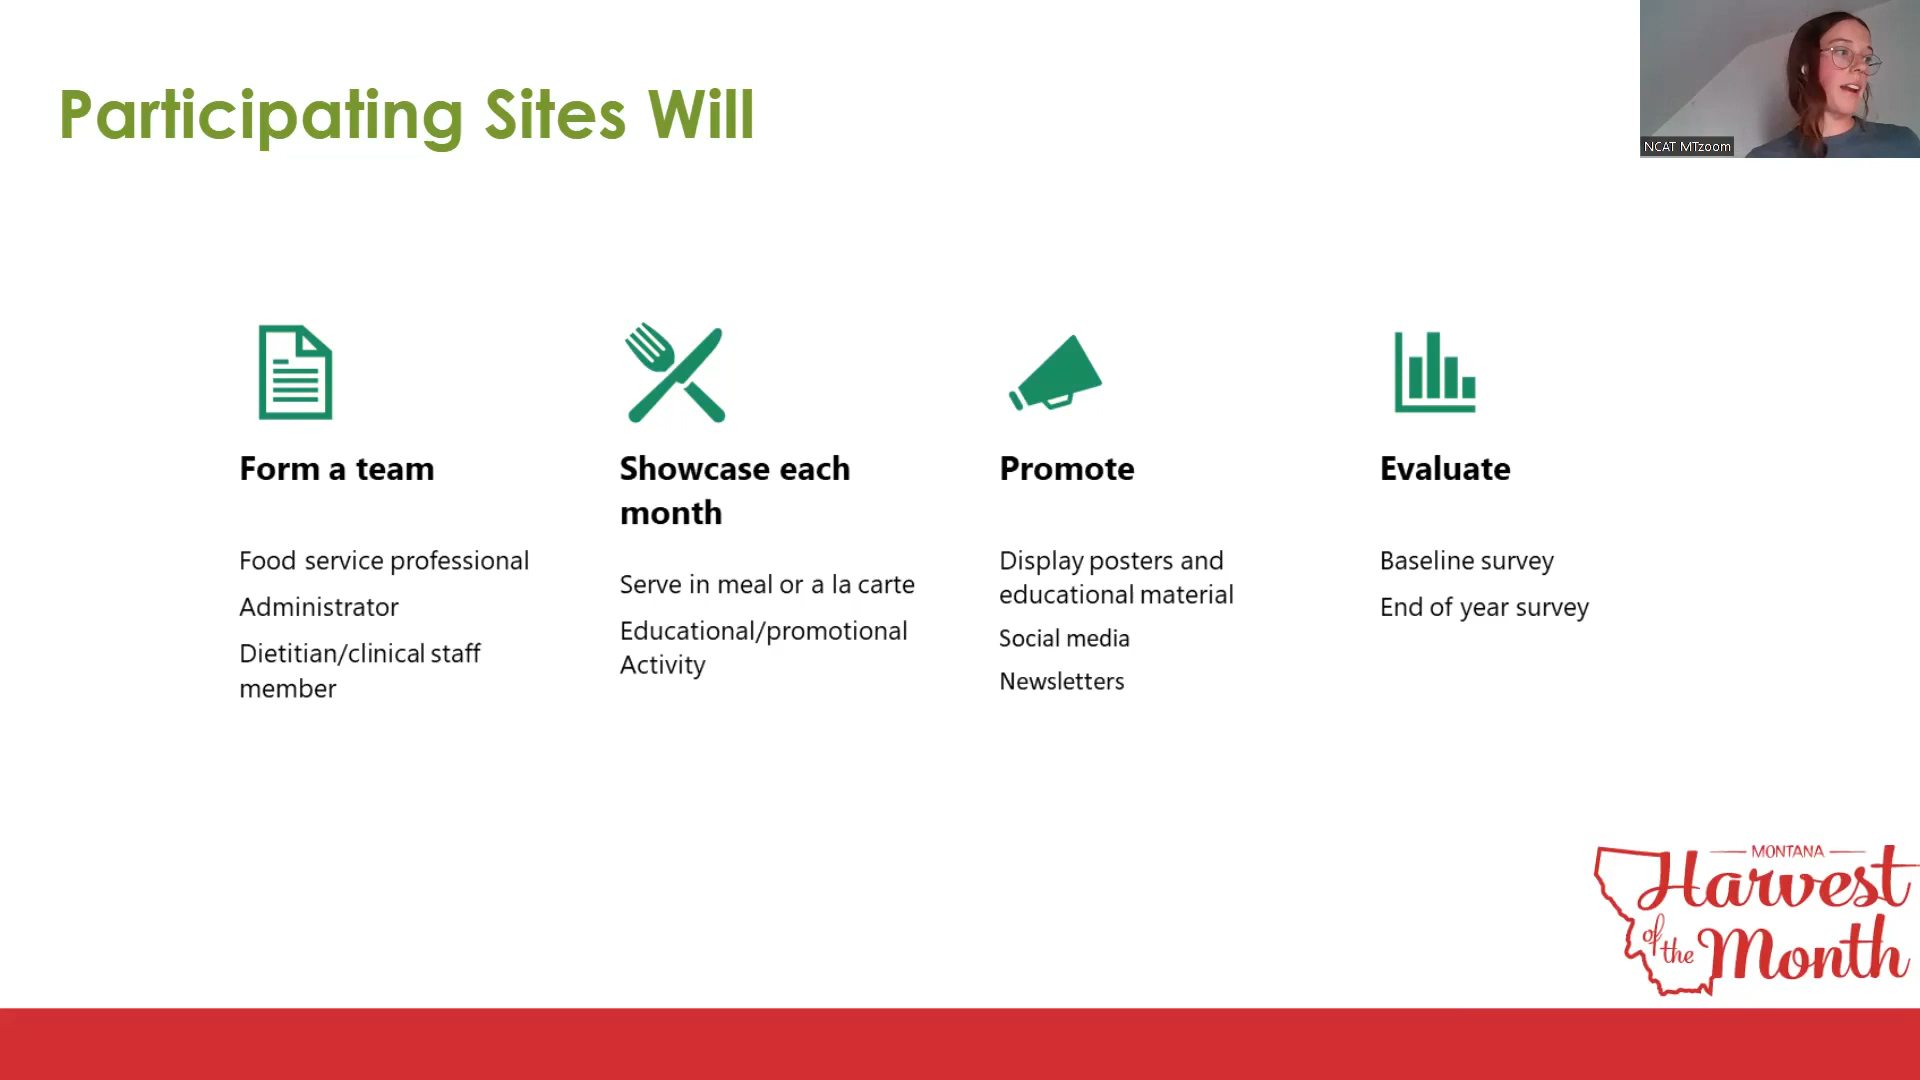 Participating Sites Will
NCAT MTzoom
Form a team
Food service professional
Administrator
Dietitian/clinical staff
member
Showcase each
month
Serve in meal or a la carte
Educational/promotional
Activity
Promote
Display posters and
educational material
Social media
Newsletters
Evaluate
Baseline survey
End of year survey
MONTANA
Harvest
of the
Month